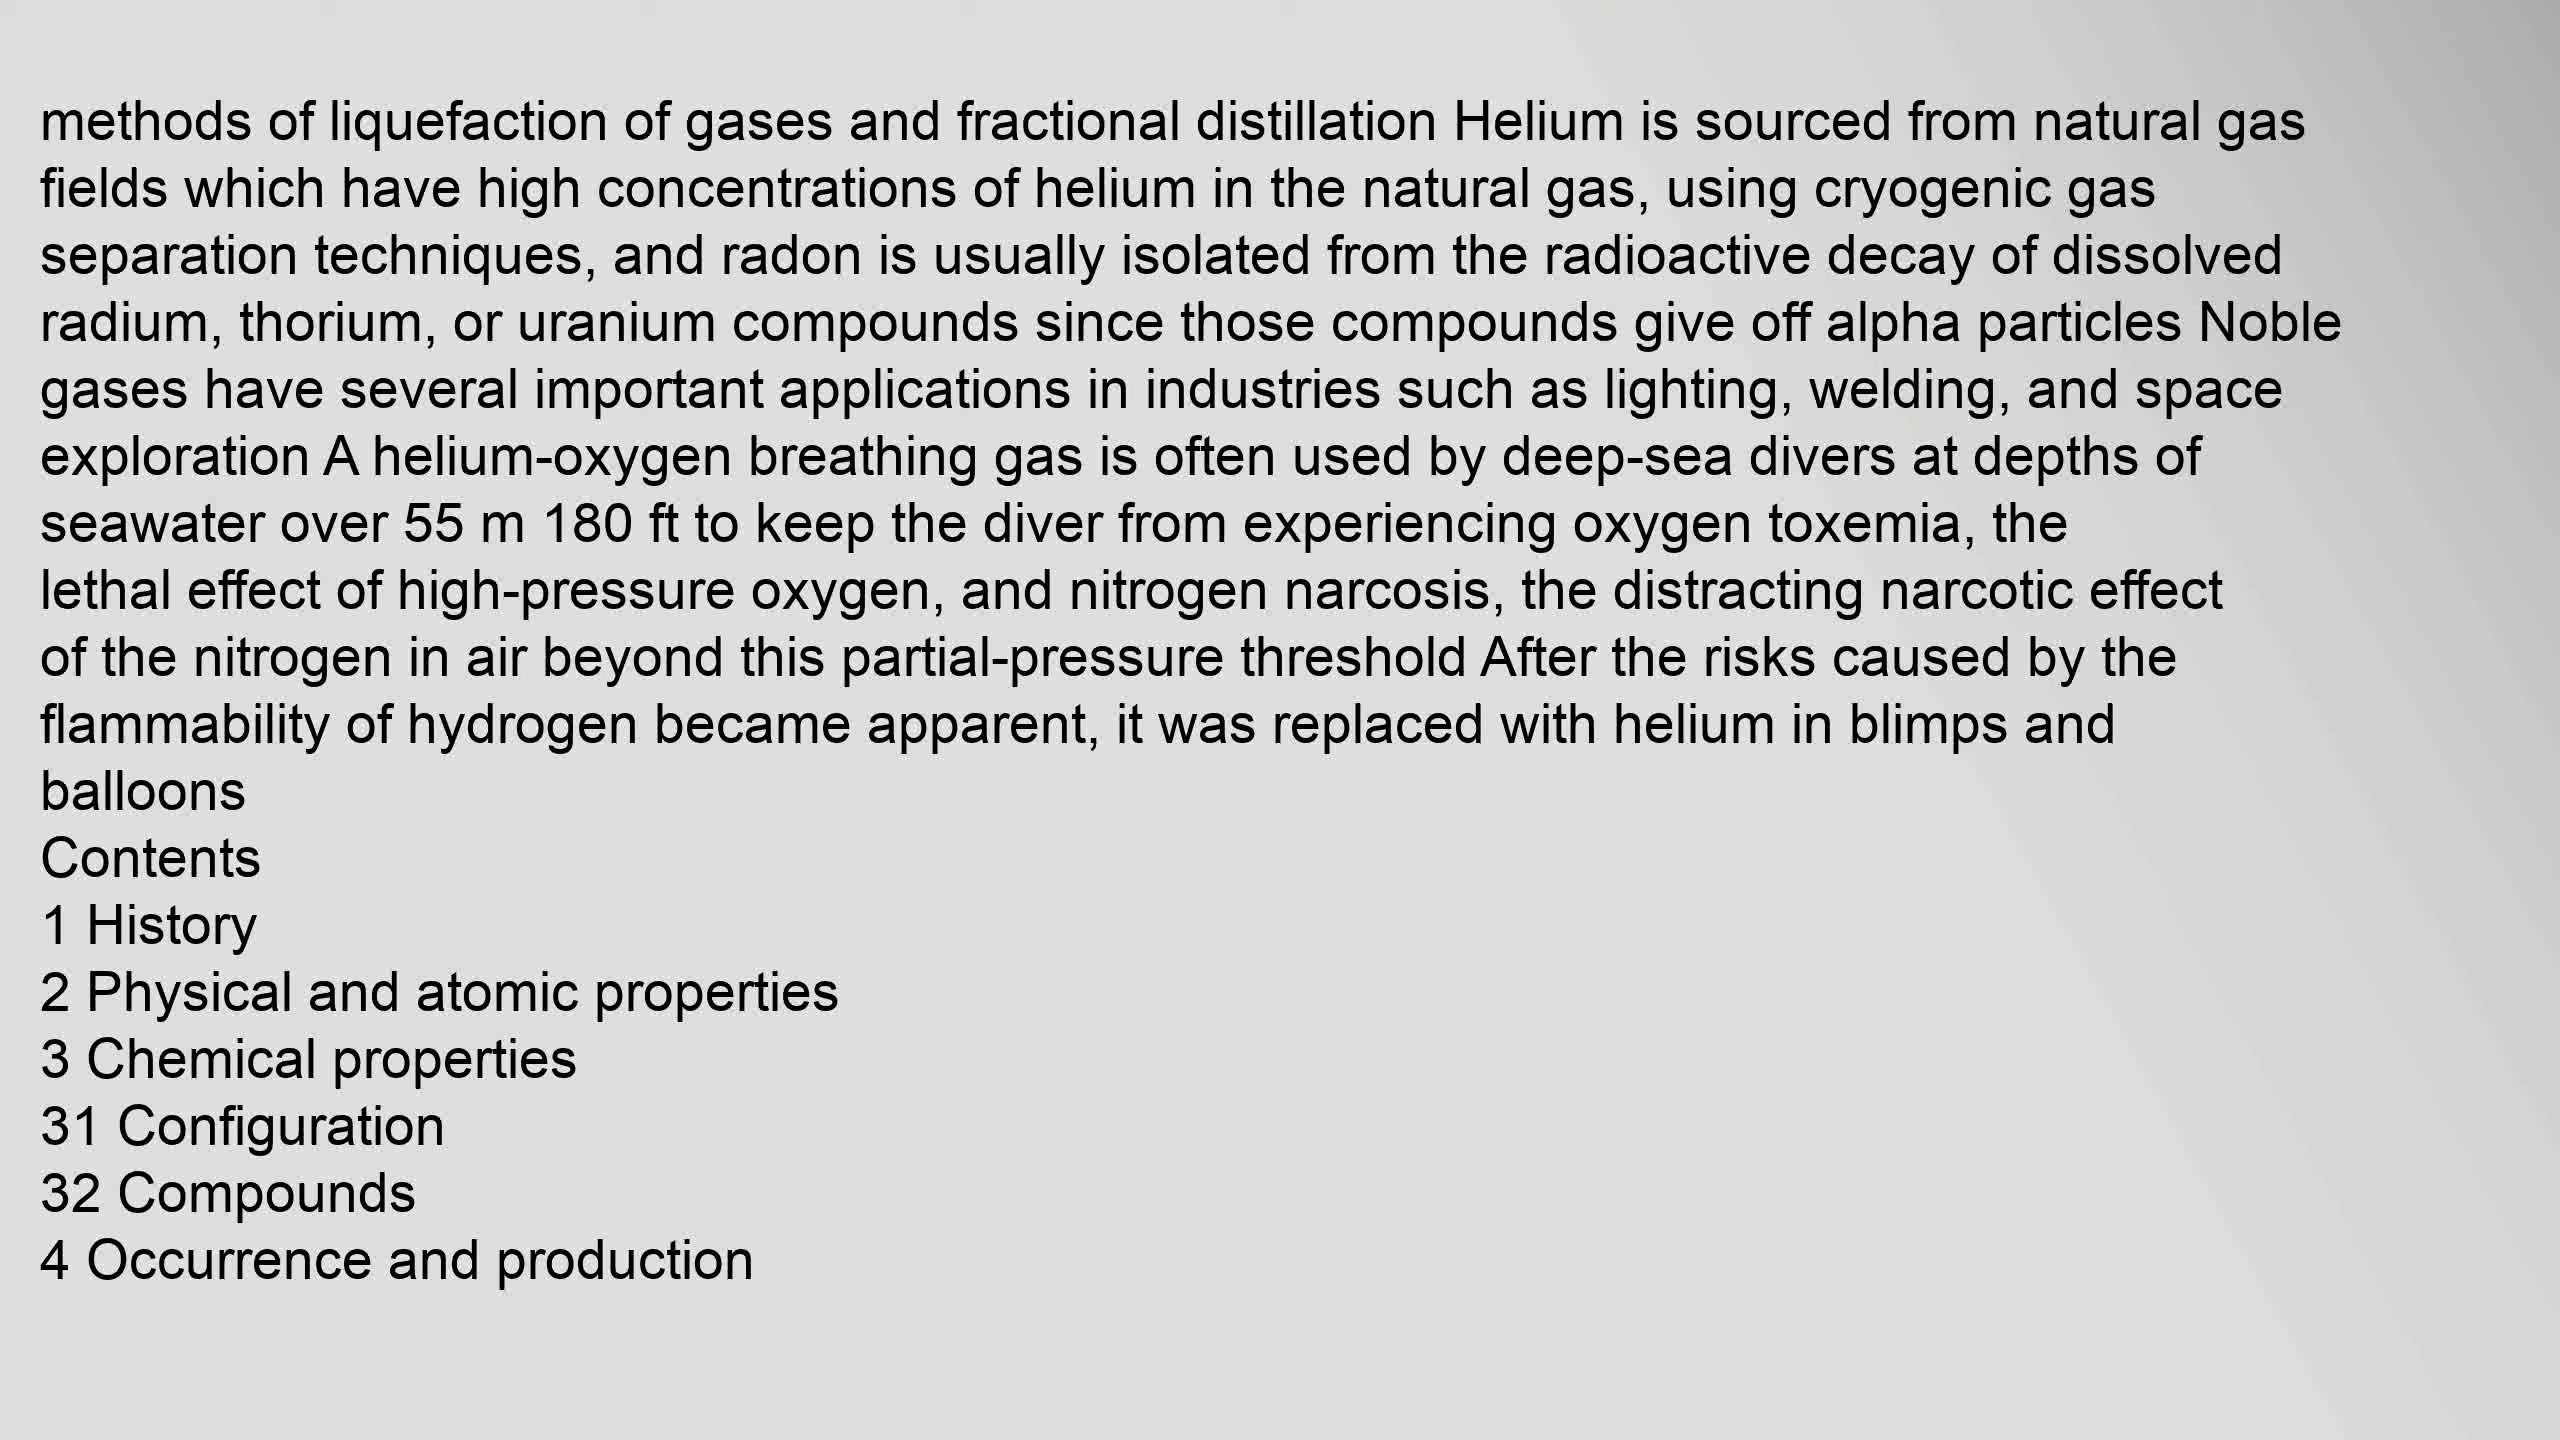 methods of liquefaction of gases and fractional distillation Helium is sourced from natural gas
fields which have high concentrations of helium in the natural gas, using cryogenic gas
separation techniques, and radon is usually isolated from the radioactive decay of dissolved
radium, thorium, or uranium compounds since those compounds give off alpha particles Noble
gases have several important applications in industries such as lighting, welding, and space
exploration A helium-oxygen breathing gas is often used by deep-sea divers at depths of
seawater over 55 m 180 ft to keep the diver from experiencing oxygen toxemia, the
lethal effect of high-pressure oxygen, and nitrogen narcosis, the distracting narcotic effect
of the nitrogen in air beyond this partial-pressure threshold After the risks caused by the
flammability of hydrogen became apparent, it was replaced with helium in blimps and
balloons
Contents
1 History
2 Physical and atomic properties
3 Chemical properties
31 Configuration
32 Compounds
4 Occurrence and production